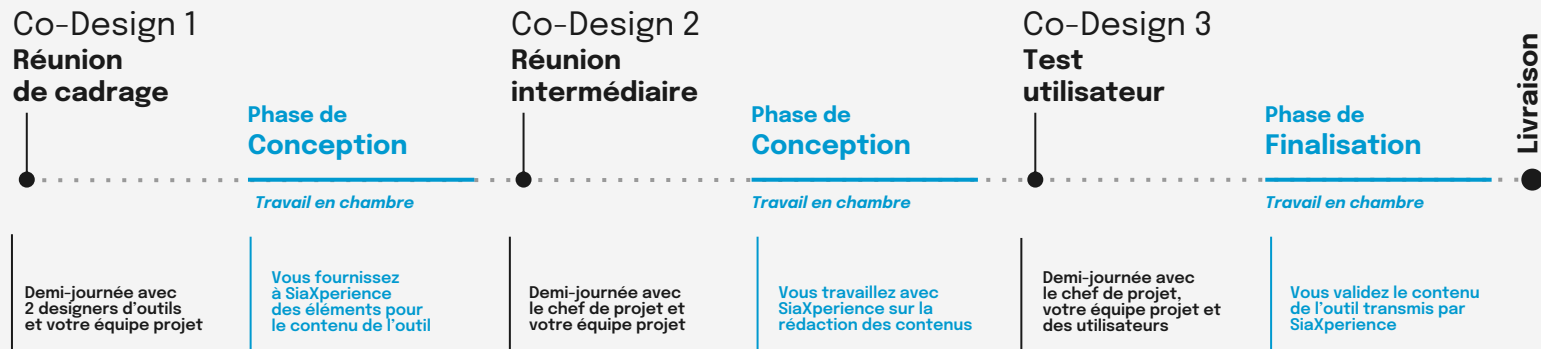 Co-Design 1
Réunion
de cadrage
Phase de
Conception
Travail en chambre
Co-Design 2
Réunion
intermédiaire
Phase de
Conception
Travail en chambre
Co-Design 3
Test
utilisateur
Phase de
Finalisation
Travail en chambre
Livraison
Demi-journée avec
2 designers d'outils
et votre équipe projet
Vous fournissez
à SiaXperience
des éléments pour
le contenu de l'outil
Demi-journée avec
le chef de projet et
votre équipe projet
Vous travaillez avec
SiaXperience sur la
rédaction des contenus
Demi-journée avec
le chef de projet,
votre équipe projet et
des utilisateurs
Vous validez le contenu
de l'outil transmis par
SiaXperience